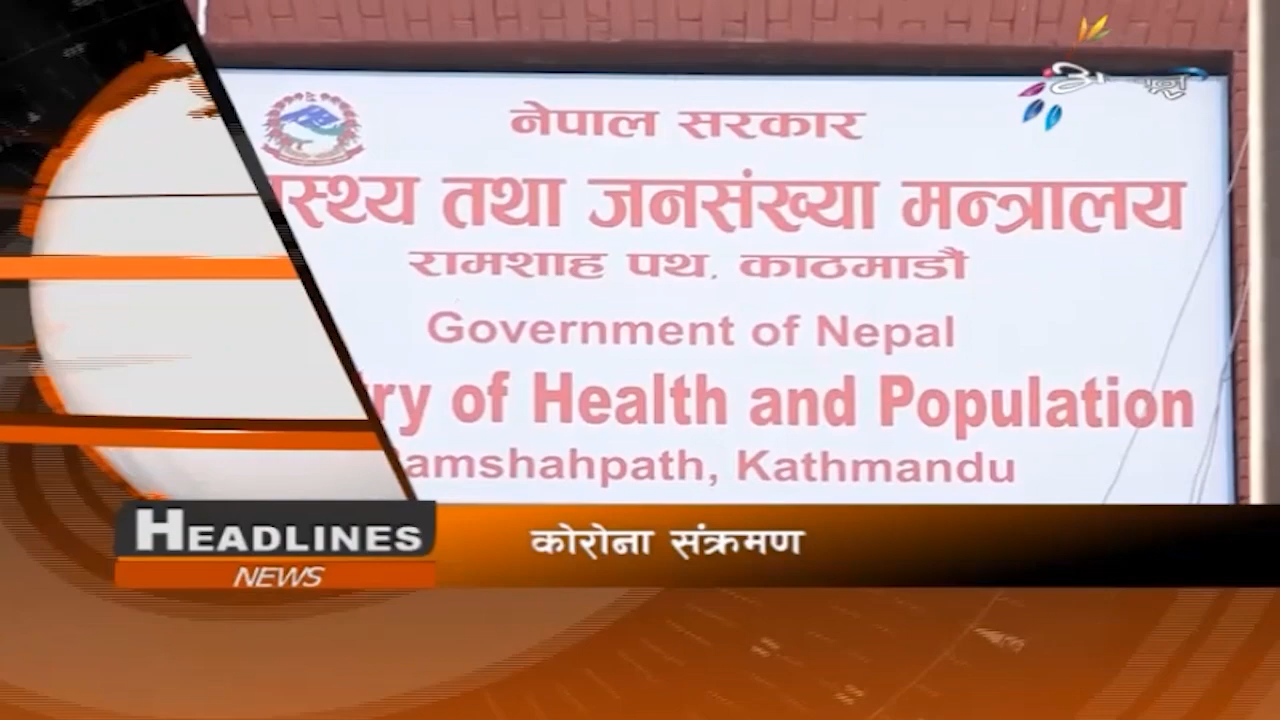 नेपाल सरकार
स्थ्य तथा जनसंख्या मन्त्रालय
रामशाह पथ, काठमाडौं
Government of Nepal
ry of Health and Population
amshahpath, Kathmandu
HEADLINES
कोरोना संक्रमण
NEWS